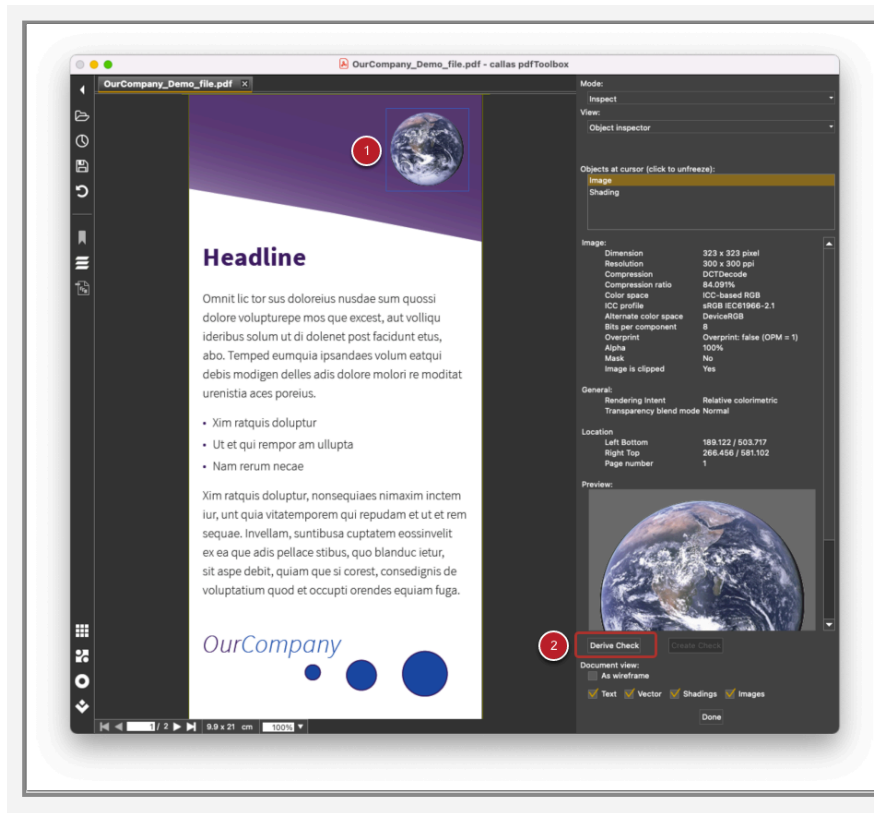 OurCompany_Demo_file.pdf - callas pdfToolbox
OurCompany_Demo_file.pdf ×
1
Headline
Omnit lic tor sus doloreius nusdae sum quossi
dolore volupturepe mos que excest, aut volliqu
ideribus solum ut di dolenet post facidunt etus,
abo. Temped eumquia ipsandaes volum eatqui
debis modigen delles adis dolore molori re moditat
urenistia aces poreius.
• Xim ratquis doluptur
• Ut et qui rempor am ullupta
• Nam rerum necae
Xim ratquis doluptur, nonsequiaes nimaxim inctem
iur, unt quia vitatemporem qui repudam et ut et rem
sequae. Invellam, suntibusa cuptatem eossinvelit
ex ea que adis pellace stibus, quo blanduc ietur,
sit aspe debit, quiam que si corest, consedignis de
voluptatium quod et occupti orendes equiam fuga.
OurCompany
1 / 2 9.9 x 21 cm 100%
Mode:
Inspect
View:
Object inspector
Objects at cursor (click to unfreeze):
Image
Shading
Image:
Dimension 323 x 323 pixel
Resolution 300 x 300 ppi
Compression DCTDecode
Compression ratio 84.091%
Color space ICC-based RGB
ICC profile sRGB IEC61966-2.1
Alternate color space DeviceRGB
Bits per component 8
Overprint Overprint: false (OPM = 1)
Alpha 100%
Mask No
Image is clipped Yes
General:
Rendering Intent Relative colorimetric
Transparency blend mode Normal
Location
Left Bottom 189.122 / 503.717
Right Top 266.456 / 581.102
Page number 1
Preview:
2
Derive Check Create Check
Document view:
As wireframe
Text Vector Shadings Images
Done